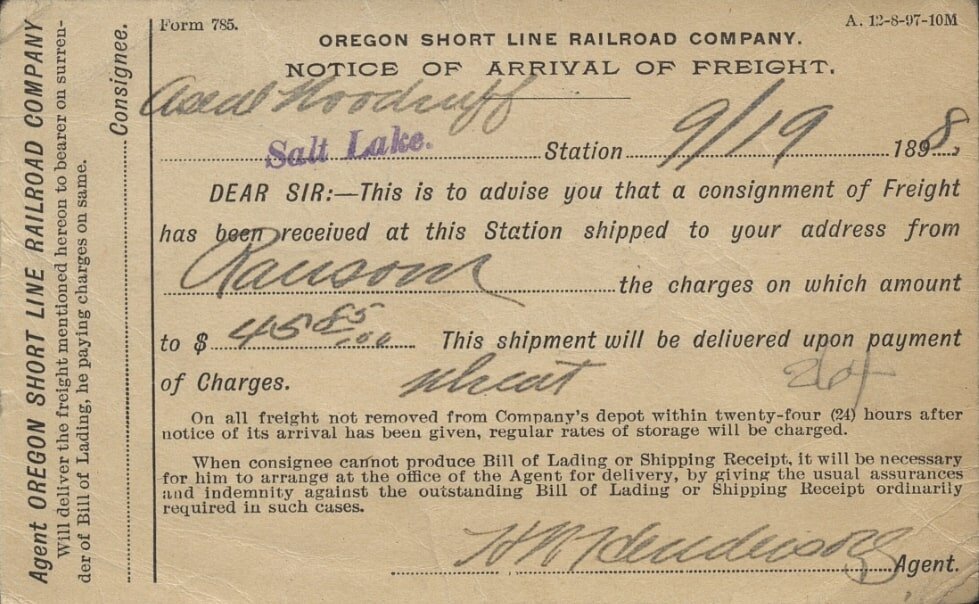 Form 785.
A. 12-8-97-10M
OREGON SHORT LINE RAILROAD COMPANY.
NOTICE OF ARRIVAL OF FREIGHT.
Woodruff
Salt Lake. Station 9/19 1898.
DEAR SIR:—This is to advise you that a consignment of Freight
has been received at this Station shipped to your address from
Ransom the charges on which amount
to $ 45 85/100 This shipment will be delivered upon payment
of Charges. Wheat
On all freight not removed from Company's depot within twenty-four (24) hours after
notice of its arrival has been given, regular rates of storage will be charged.
When consignee cannot produce Bill of Lading or Shipping Receipt, it will be necessary
for him to arrange at the office of the Agent for delivery, by giving the usual assurances
and indemnity against the outstanding Bill of Lading or Shipping Receipt ordinarily
required in such cases.
Henderson Agent.
Agent OREGON SHORT LINE RAILROAD COMPANY
Will deliver the freight mentioned hereon to bearer on surren-
der of Bill of Lading, he paying charges on same.
Consignee.